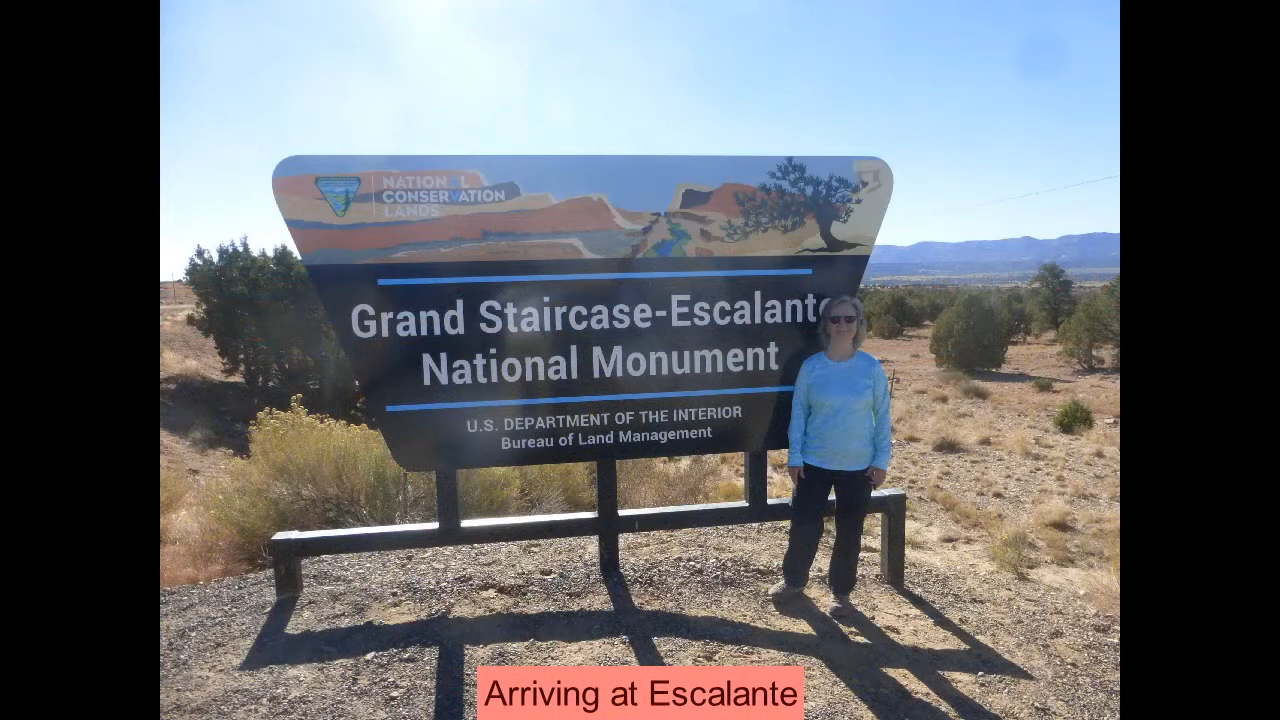 NATIONAL
CONSERVATION
LANDS
Grand Staircase-Escalante
National Monument
U.S. DEPARTMENT OF THE INTERIOR
Bureau of Land Management
Arriving at Escalante